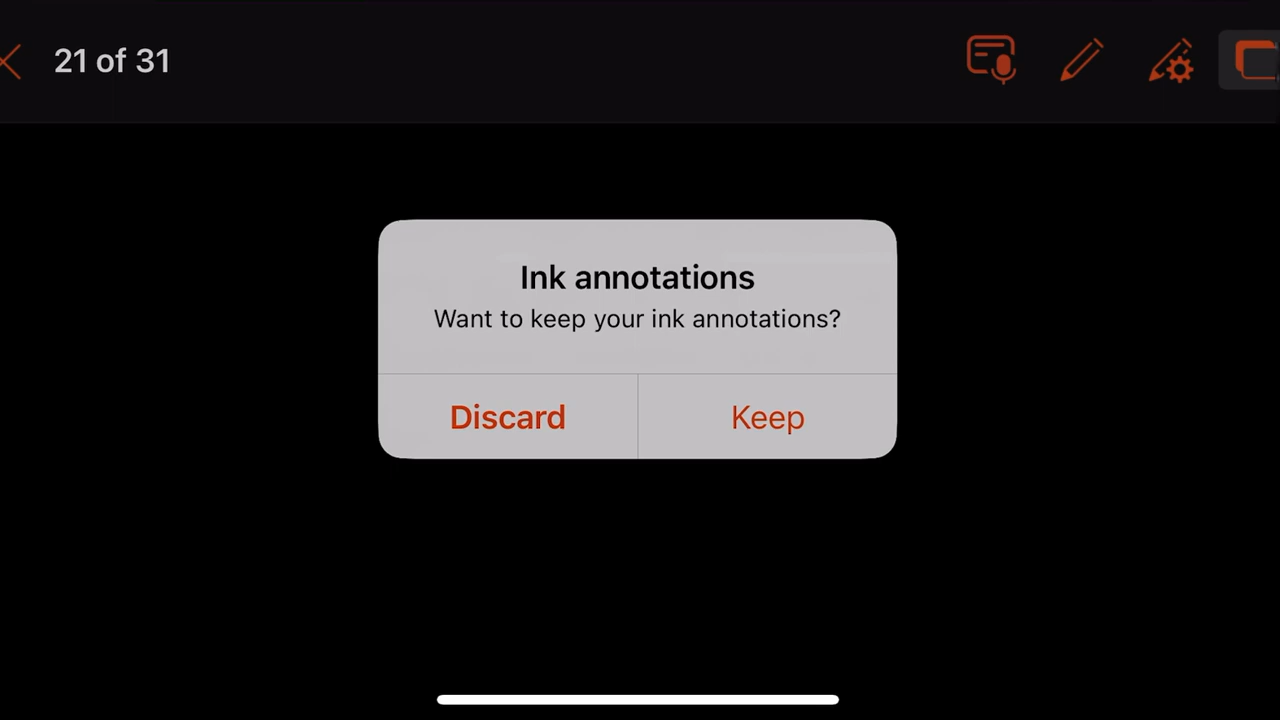 21 of 31
Ink annotations
Want to keep your ink annotations?
Discard
Keep